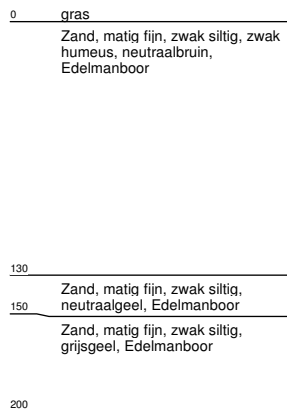 0 gras
Zand, matig fijn, zwak siltig, zwak
humeus, neutraalbruin,
Edelmanboor
130
Zand, matig fijn, zwak siltig,
150 neutraalgeel, Edelmanboor
Zand, matig fijn, zwak siltig,
grijsgeel, Edelmanboor
200